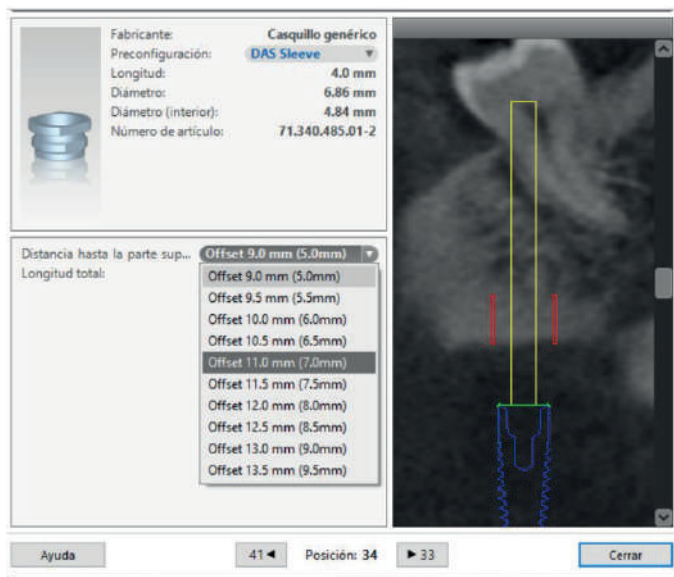 Fabricante: Casquillo genérico
Preconfiguración: DAS Sleeve
Longitud: 4.0 mm
Diámetro: 6.86 mm
Diámetro (interior): 4.84 mm
Número de artículo: 71.340.485.01-2
Distancia hasta la parte sup... Offset 9.0 mm (5.0mm)
Longitud total:
Offset 9.0 mm (5.0mm)
Offset 9.5 mm (5.5mm)
Offset 10.0 mm (6.0mm)
Offset 10.5 mm (6.5mm)
Offset 11.0 mm (7.0mm)
Offset 11.5 mm (7.5mm)
Offset 12.0 mm (8.0mm)
Offset 12.5 mm (8.5mm)
Offset 13.0 mm (9.0mm)
Offset 13.5 mm (9.5mm)
Ayuda 41 Posición: 34 33 Cerrar